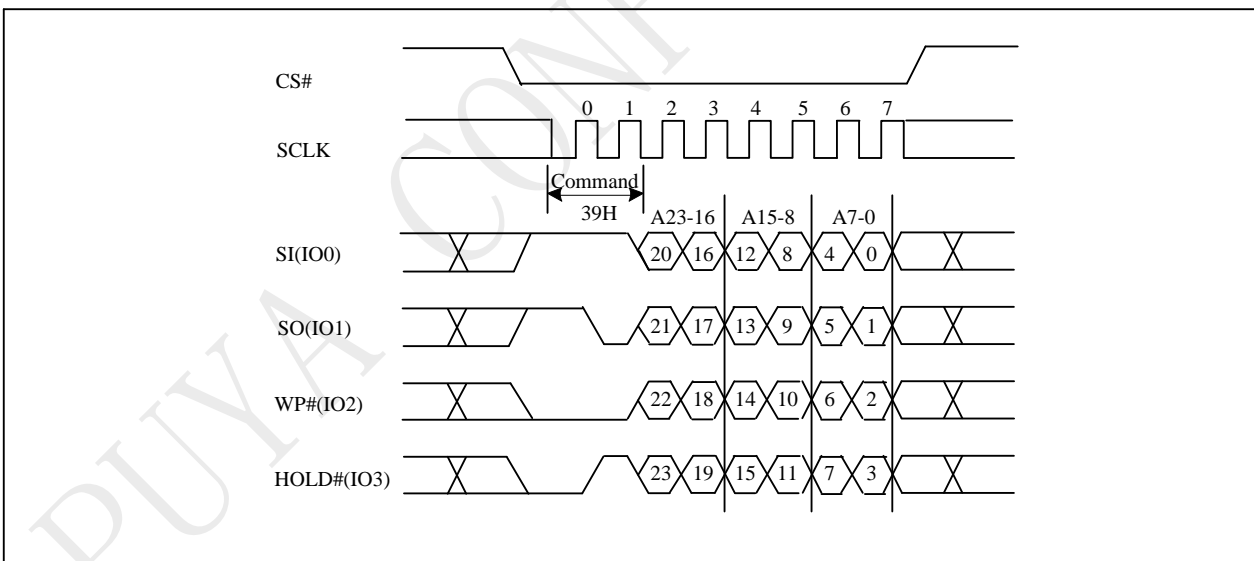 PUYA CONF
CS#
0 1 2 3 4 5 6 7
SCLK
Command
39H
A23-16 A15-8 A7-0
SI(IO0)
20 16 12 8 4 0
SO(IO1)
21 17 13 9 5 1
WP#(IO2)
22 18 14 10 6 2
HOLD#(IO3)
23 19 15 11 7 3